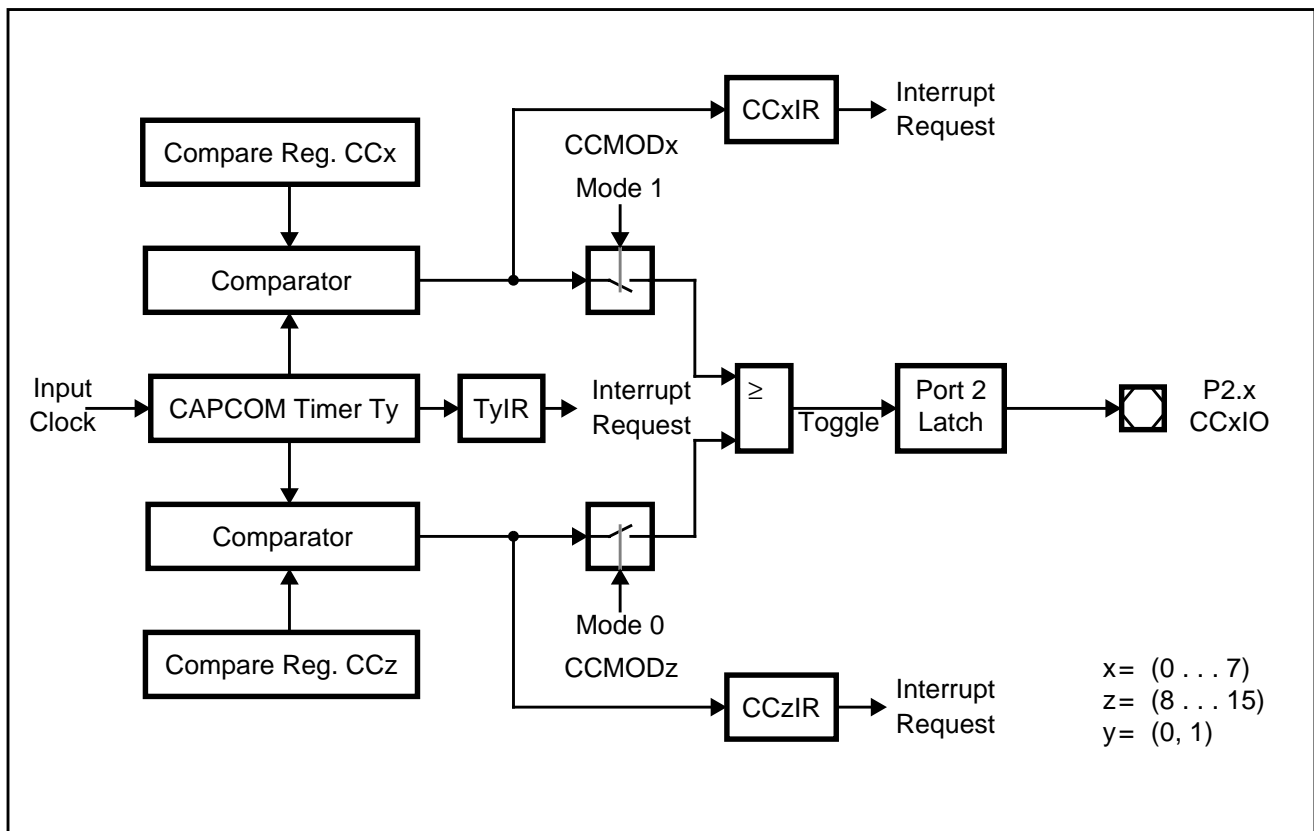 CCxIR
Interrupt
Request
Compare Reg. CCx
CCMODx
Mode 1
Comparator
Input
Clock
CAPCOM Timer Ty
TyIR
Interrupt
Request
≥
Toggle
Port 2
Latch
P2.x
CCxIO
Comparator
Mode 0
CCMODz
Compare Reg. CCz
CCzIR
Interrupt
Request
x= (0 . . . 7)
z= (8 . . . 15)
y= (0, 1)